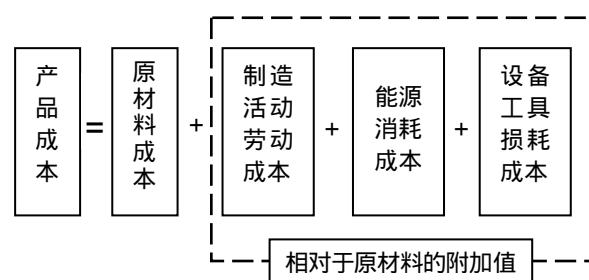 产
品
成
本
=
原
材
料
成
本
+
制造
活动
劳动
成本
+
能源
消耗
成本
+
设备
工具
损耗
成本
相对于原材料的附加值